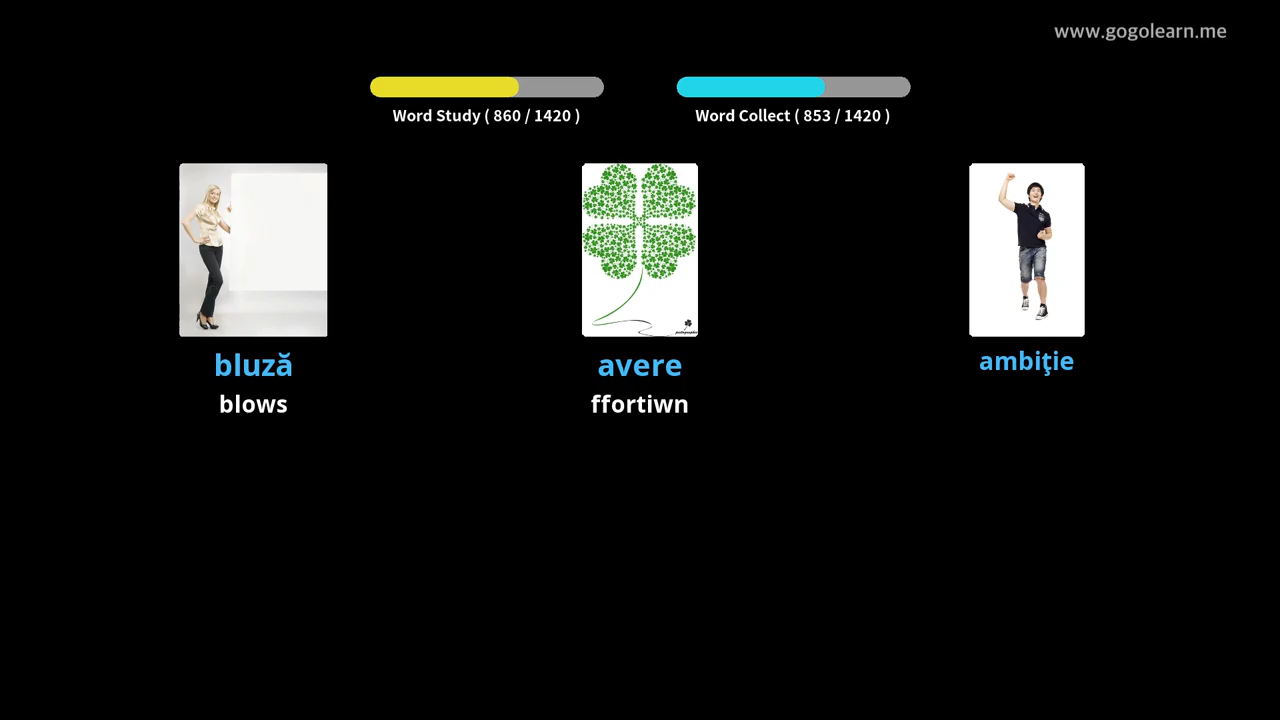 www.gogolearn.me
Word Study ( 860 / 1420 )
Word Collect ( 853 / 1420 )
bluză
avere
ambiţie
blows
ffortiwn